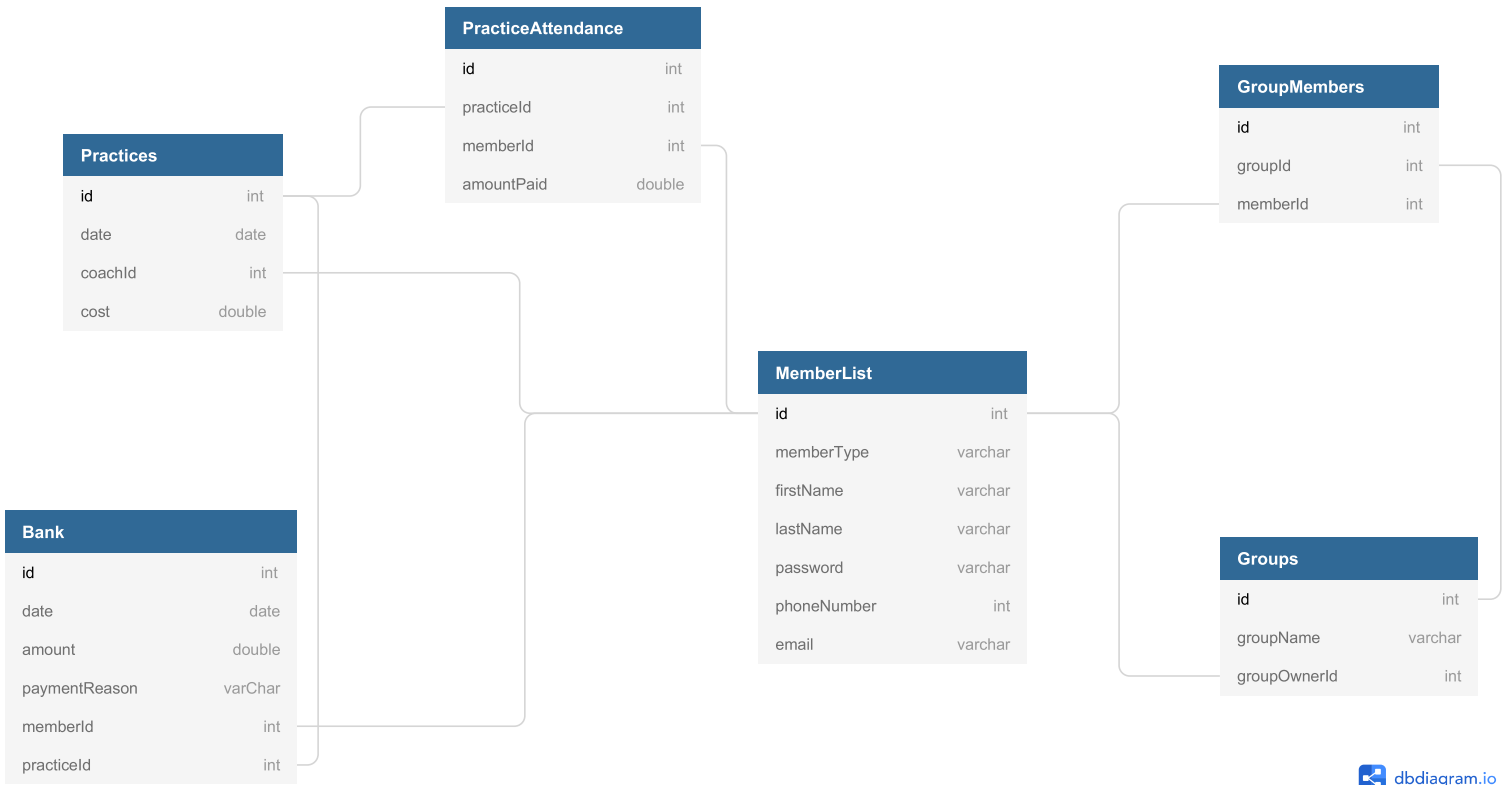 PracticeAttendance
id int
practiceId int
memberId int
amountPaid double
GroupMembers
id int
groupId int
memberId int
Practices
id int
date date
coachId int
cost double
MemberList
id int
memberType varchar
firstName varchar
lastName varchar
password varchar
phoneNumber int
email varchar
Bank
id int
date date
amount double
paymentReason varChar
memberId int
practiceId int
Groups
id int
groupName varchar
groupOwnerId int
dbdiagram.io